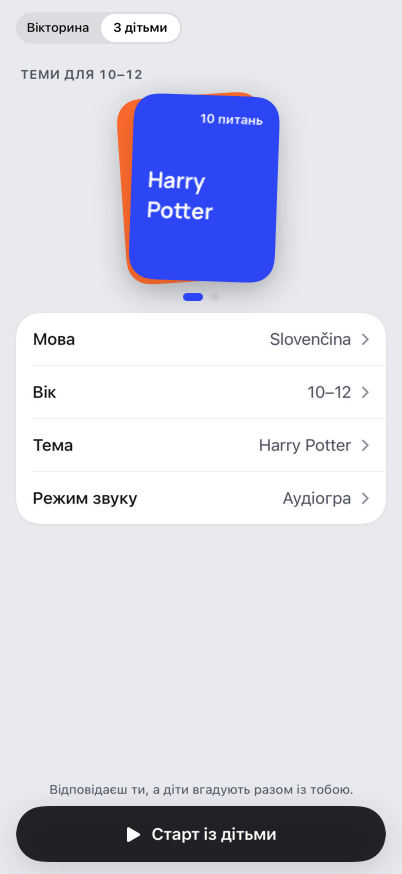 Вікторина
З дітьми
ТЕМИ ДЛЯ 10–12
10 питань
Harry
Potter
Мова Slovenčina
Вік 10–12
Тема Harry Potter
Режим звуку Аудіогра
Відповідаєш ти, а діти вгадують разом із тобою.
Старт із дітьми